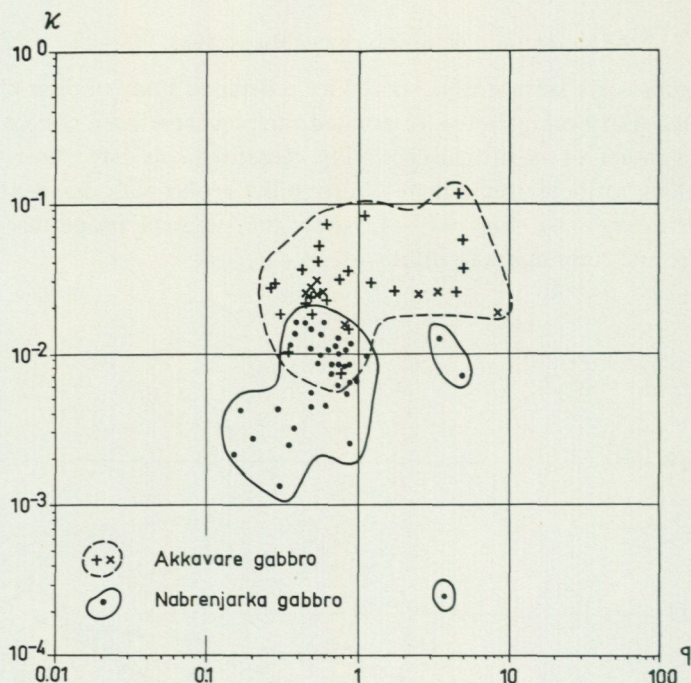 κ
10⁰
10⁻¹
10⁻²
10⁻³
10⁻⁴
+ × Akkavare gabbro
Nabrenjarka gabbro
0.01 0.1 1 10 100 q